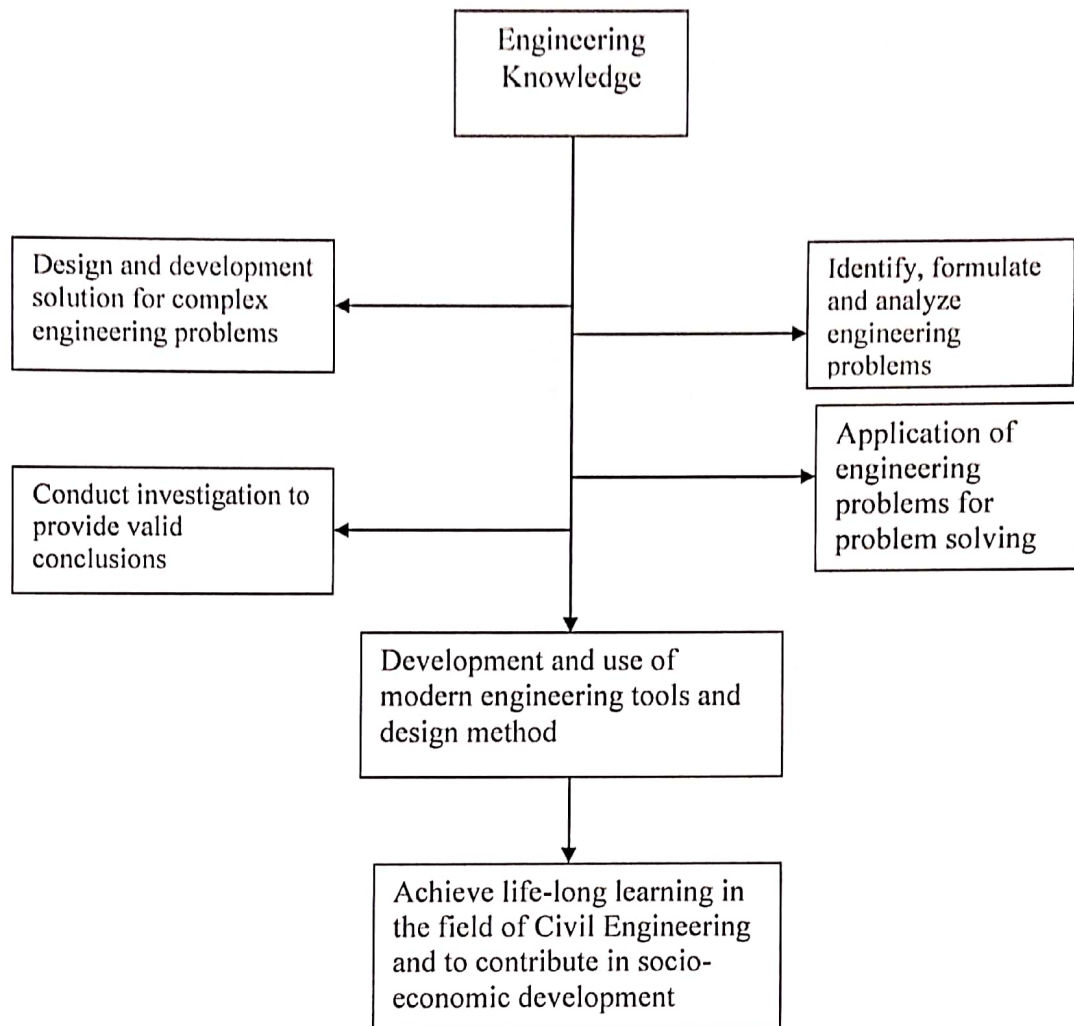 Engineering
Knowledge
Design and development
solution for complex
engineering problems
Identify, formulate
and analyze
engineering
problems
Application of
engineering
problems for
problem solving
Conduct investigation to
provide valid
conclusions
Development and use of
modern engineering tools and
design method
Achieve life-long learning in
the field of Civil Engineering
and to contribute in socio-
economic development